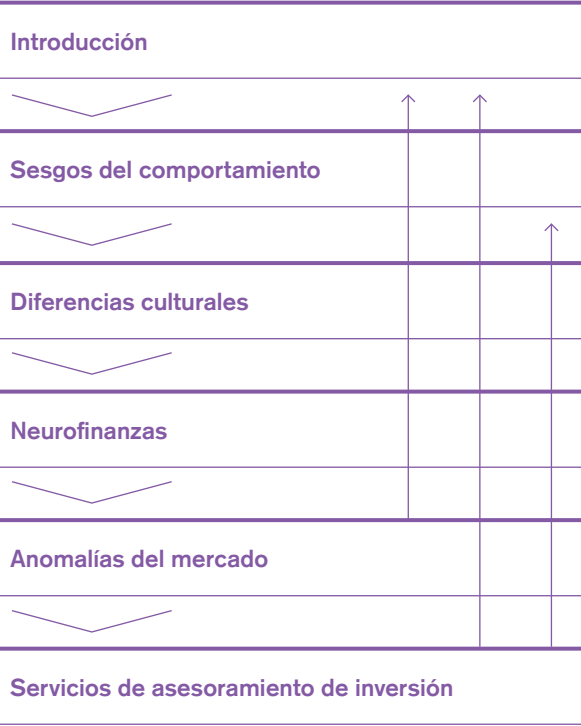 Introducción
Sesgos del comportamiento
Diferencias culturales
Neurofinanzas
Anomalías del mercado
Servicios de asesoramiento de inversión